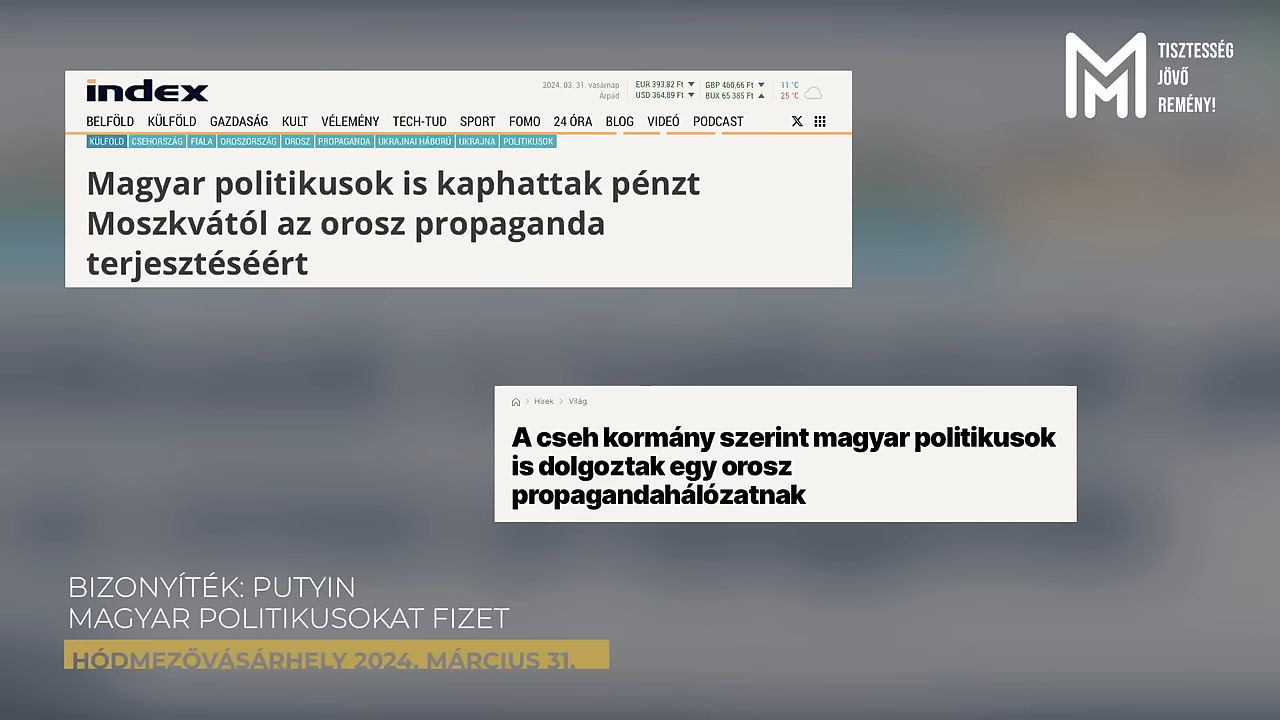 index
2024. 03. 31. vasárnap
Árpád
EUR 393,82 Ft
USD 364,89 Ft
GBP 460,66 Ft
BUX 65 385 Ft
11 °C
25 °C
BELFÖLD KÜLFÖLD GAZDASÁG KULT VÉLEMÉNY TECH-TUD SPORT FOMO 24 ÓRA BLOG VIDEÓ PODCAST
KÜLFÖLD CSEHORSZÁG FIALA OROSZORSZÁG OROSZ PROPAGANDA UKRAJNAI HÁBORÚ UKRAJNA POLITIKUSOK
Magyar politikusok is kaphattak pénzt
Moszkvától az orosz propaganda
terjesztéséért
MM
TISZTESSÉG
JÖVŐ
REMÉNY!
Hírek > Világ
A cseh kormány szerint magyar politikusok
is dolgoztak egy orosz
propagandahálózatnak
BIZONYÍTÉK: PUTYIN
MAGYAR POLITIKUSOKAT FIZET
HÓDMEZŐVÁSÁRHELY 2024. MÁRCIUS 31.